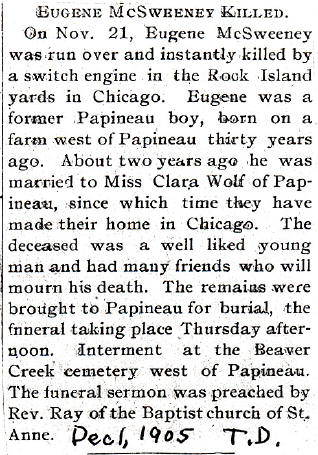 EUGENE MCSWEENEY KILLED.
On Nov. 21, Eugene McSweeney
was run over and instantly killed by
a switch engine in the Rock Island
yards in Chicago. Eugene was a
former Papineau boy, born on a
farm west of Papineau thirty years
ago. About two years ago he was
married to Miss Clara Wolf of Pap-
ineau, since which time they have
made their home in Chicago. The
deceased was a well liked young
man and had many friends who will
mourn his death. The remains were
brought to Papineau for burial, the
funeral taking place Thursday after-
noon. Interment at the Beaver
Creek cemetery west of Papineau.
The funeral sermon was preached by
Rev. Ray of the Baptist church of St.
Anne. Dec 1, 1905 T.D.